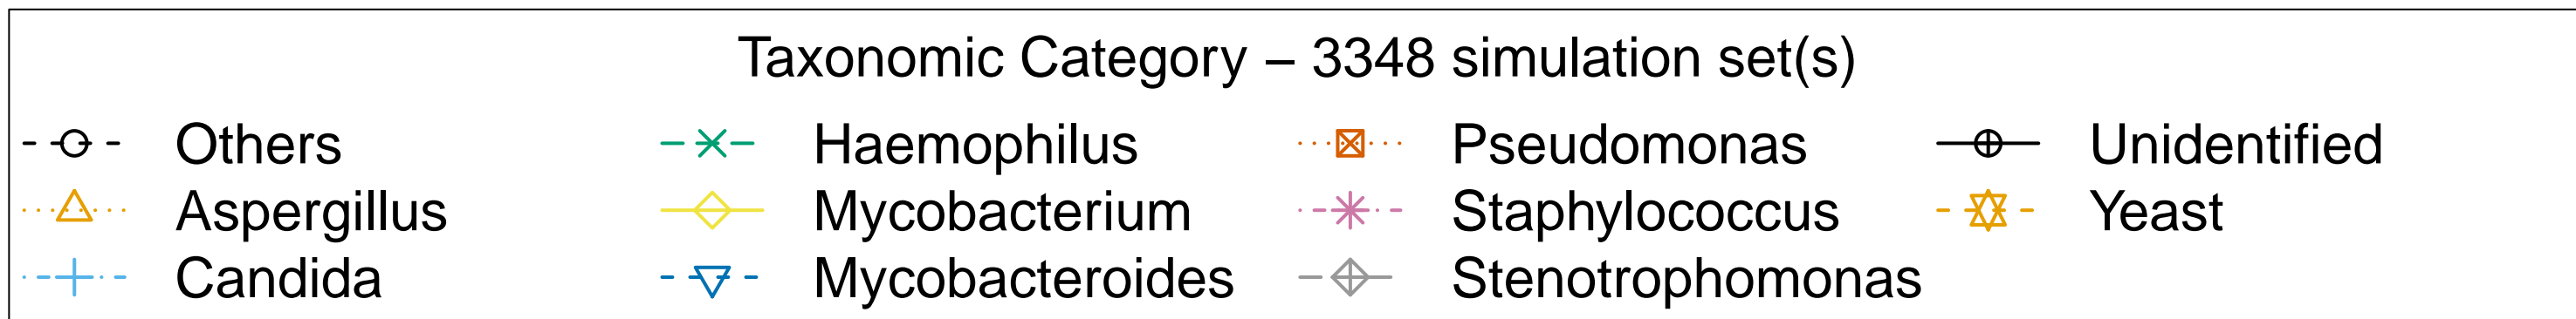 Taxonomic Category – 3348 simulation set(s)
Others Haemophilus Pseudomonas Unidentified
Aspergillus Mycobacterium Staphylococcus Yeast
Candida Mycobacteroides Stenotrophomonas